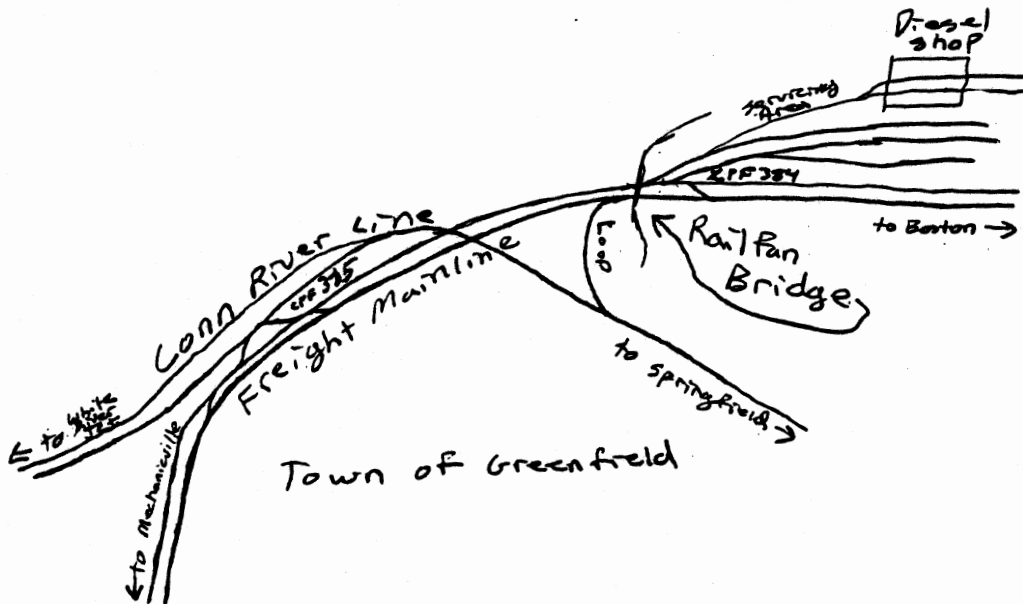 Diesel
shop
servicing
Area
CPF 384
to Boston →
Rail Fan
Bridge
Loop
Conn River Line
CPF 385
Freight Mainline
to Springfield →
← to White
River
Jct
← to Mechanicville
Town of Greenfield